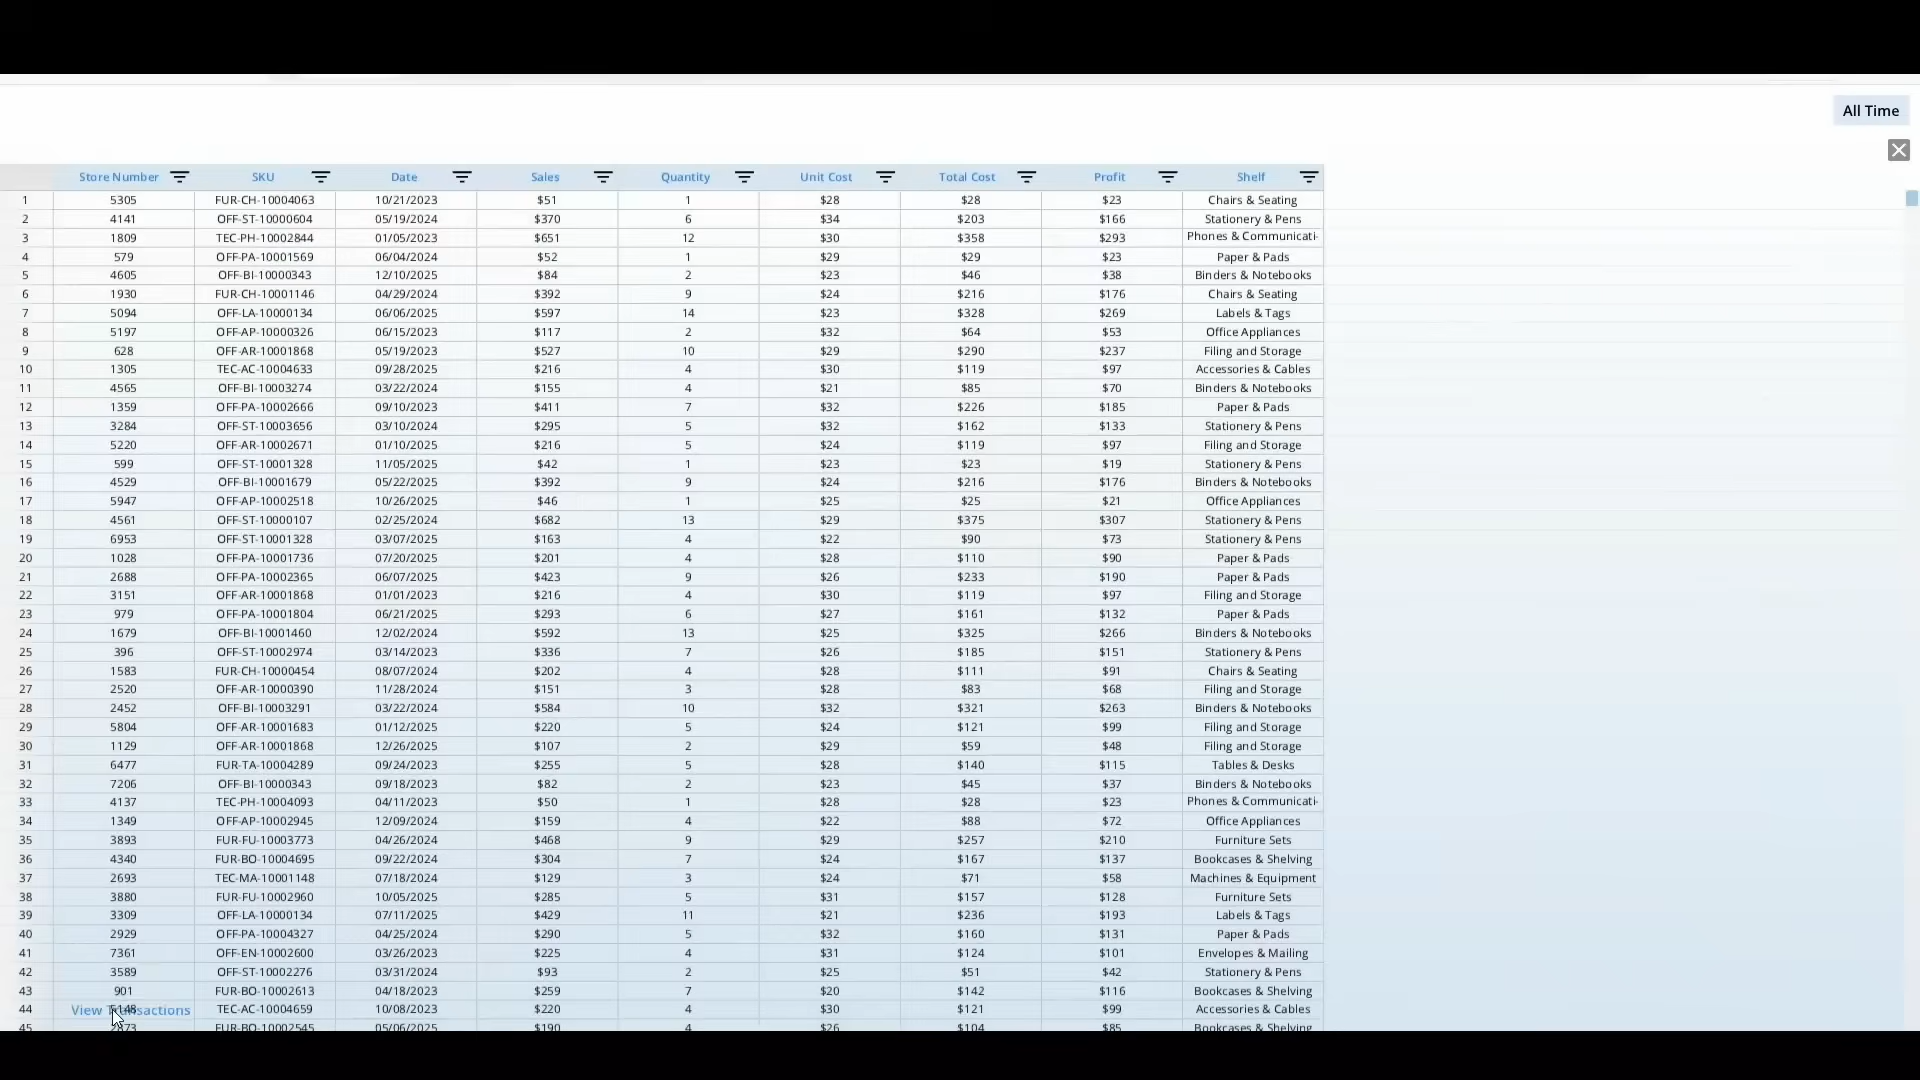 All Time
Store Number SKU Date Sales Quantity Unit Cost Total Cost Profit Shelf
1 5305 FUR-CH-10004063 10/21/2023 $51 1 $28 $28 $23 Chairs & Seating
2 4141 OFF-ST-10000604 05/19/2024 $370 6 $34 $203 $166 Stationery & Pens
3 1809 TEC-PH-10002844 01/05/2023 $651 12 $30 $358 $293 Phones & Communicati-
4 579 OFF-PA-10001569 06/04/2024 $52 1 $29 $29 $23 Paper & Pads
5 4605 OFF-BI-10000343 12/10/2025 $84 2 $23 $46 $38 Binders & Notebooks
6 1930 FUR-CH-10001146 04/29/2024 $392 9 $24 $216 $176 Chairs & Seating
7 5094 OFF-LA-10000134 06/06/2025 $597 14 $23 $328 $269 Labels & Tags
8 5197 OFF-AP-10000326 06/15/2023 $117 2 $32 $64 $53 Office Appliances
9 628 OFF-AR-10001868 05/19/2023 $527 10 $29 $290 $237 Filing and Storage
10 1305 TEC-AC-10004633 09/28/2025 $216 4 $30 $119 $97 Accessories & Cables
11 4565 OFF-BI-10003274 03/22/2024 $155 4 $21 $85 $70 Binders & Notebooks
12 1359 OFF-PA-10002666 09/10/2023 $411 7 $32 $226 $185 Paper & Pads
13 3284 OFF-ST-10003656 03/10/2024 $295 5 $32 $162 $133 Stationery & Pens
14 5220 OFF-AR-10002671 01/10/2025 $216 5 $24 $119 $97 Filing and Storage
15 599 OFF-ST-10001328 11/05/2025 $42 1 $23 $23 $19 Stationery & Pens
16 4529 OFF-BI-10001679 05/22/2025 $392 9 $24 $216 $176 Binders & Notebooks
17 5947 OFF-AP-10002518 10/26/2025 $46 1 $25 $25 $21 Office Appliances
18 4561 OFF-ST-10000107 02/25/2024 $682 13 $29 $375 $307 Stationery & Pens
19 6953 OFF-ST-10001328 03/07/2025 $163 4 $22 $90 $73 Stationery & Pens
20 1028 OFF-PA-10001736 07/20/2025 $201 4 $28 $110 $90 Paper & Pads
21 2688 OFF-PA-10002365 06/07/2025 $423 9 $26 $233 $190 Paper & Pads
22 3151 OFF-AR-10001868 01/01/2023 $216 4 $30 $119 $97 Filing and Storage
23 979 OFF-PA-10001804 06/21/2025 $293 6 $27 $161 $132 Paper & Pads
24 1679 OFF-BI-10001460 12/02/2024 $592 13 $25 $325 $266 Binders & Notebooks
25 396 OFF-ST-10002974 03/14/2023 $336 7 $26 $185 $151 Stationery & Pens
26 1583 FUR-CH-10000454 08/07/2024 $202 4 $28 $111 $91 Chairs & Seating
27 2520 OFF-AR-10000390 11/28/2024 $151 3 $28 $83 $68 Filing and Storage
28 2452 OFF-BI-10003291 03/22/2024 $584 10 $32 $321 $263 Binders & Notebooks
29 5804 OFF-AR-10001683 01/12/2025 $220 5 $24 $121 $99 Filing and Storage
30 1129 OFF-AR-10001868 12/26/2025 $107 2 $29 $59 $48 Filing and Storage
31 6477 FUR-TA-10004289 09/24/2023 $255 5 $28 $140 $115 Tables & Desks
32 7206 OFF-BI-10000343 09/18/2023 $82 2 $23 $45 $37 Binders & Notebooks
33 4137 TEC-PH-10004093 04/11/2023 $50 1 $28 $28 $23 Phones & Communicati-
34 1349 OFF-AP-10002945 12/09/2024 $159 4 $22 $88 $72 Office Appliances
35 3893 FUR-FU-10003773 04/26/2024 $468 9 $29 $257 $210 Furniture Sets
36 4340 FUR-BO-10004695 09/22/2024 $304 7 $24 $167 $137 Bookcases & Shelving
37 2693 TEC-MA-10001148 07/18/2024 $129 3 $24 $71 $58 Machines & Equipment
38 3880 FUR-FU-10002960 10/05/2025 $285 5 $31 $157 $128 Furniture Sets
39 3309 OFF-LA-10000134 07/11/2025 $429 11 $21 $236 $193 Labels & Tags
40 2929 OFF-PA-10004327 04/25/2024 $290 5 $32 $160 $131 Paper & Pads
41 7361 OFF-EN-10002600 03/26/2023 $225 4 $31 $124 $101 Envelopes & Mailing
42 3589 OFF-ST-10002276 03/31/2024 $93 2 $25 $51 $42 Stationery & Pens
43 901 FUR-BO-10002613 04/18/2023 $259 7 $20 $142 $116 Bookcases & Shelving
44 5148 TEC-AC-10004659 10/08/2023 $220 4 $30 $121 $99 Accessories & Cables
View Transactions
45 FUR-BO-10002545 05/06/2023 $190 4 $26 $104 $85 Bookcases & Shelving